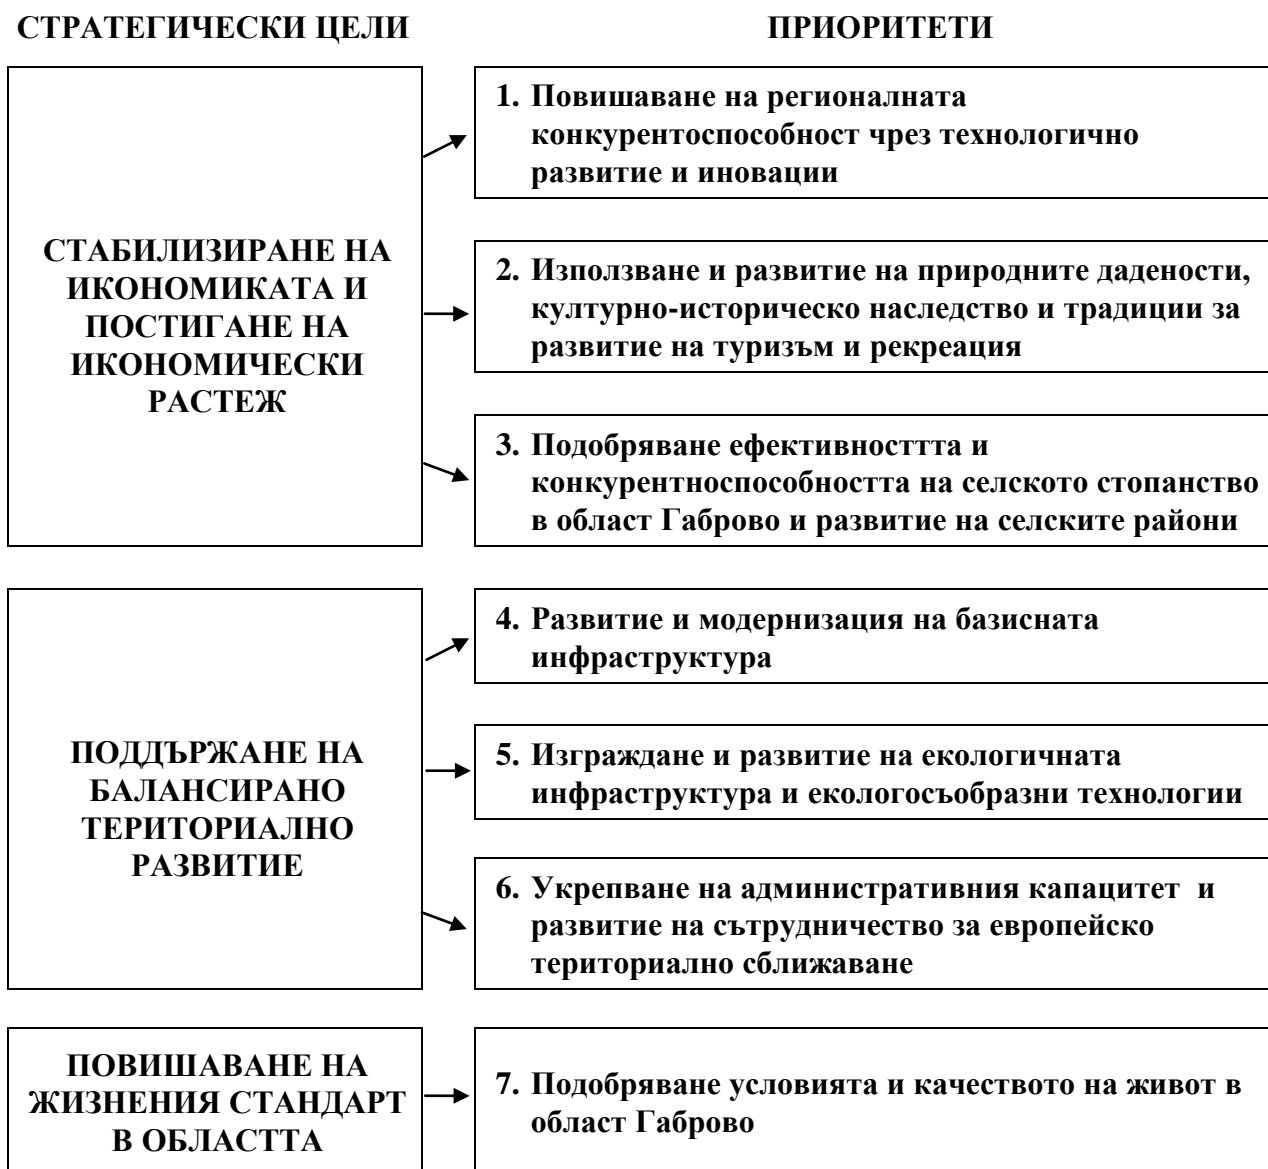 СТРАТЕГИЧЕСКИ ЦЕЛИ
ПРИОРИТЕТИ
СТАБИЛИЗИРАНЕ НА
ИКОНОМИКАТА И
ПОСТИГАНЕ НА
ИКОНОМИЧЕСКИ
РАСТЕЖ
1. Повишаване на регионалната
конкурентоспособност чрез технологично
развитие и иновации
2. Използване и развитие на природните дадености,
културно-историческо наследство и традиции за
развитие на туризъм и рекреация
3. Подобряване ефективносттта и
конкурентноспособността на селското стопанство
в област Габрово и развитие на селските райони
ПОДДЪРЖАНЕ НА
БАЛАНСИРАНО
ТЕРИТОРИАЛНО
РАЗВИТИЕ
4. Развитие и модернизация на базисната
инфраструктура
5. Изграждане и развитие на екологичната
инфраструктура и екологосъобразни технологии
6. Укрепване на административния капацитет и
развитие на сътрудничество за европейско
териториално сближаване
ПОВИШАВАНЕ НА
ЖИЗНЕНИЯ СТАНДАРТ
В ОБЛАСТТА
7. Подобряване условията и качеството на живот в
област Габрово